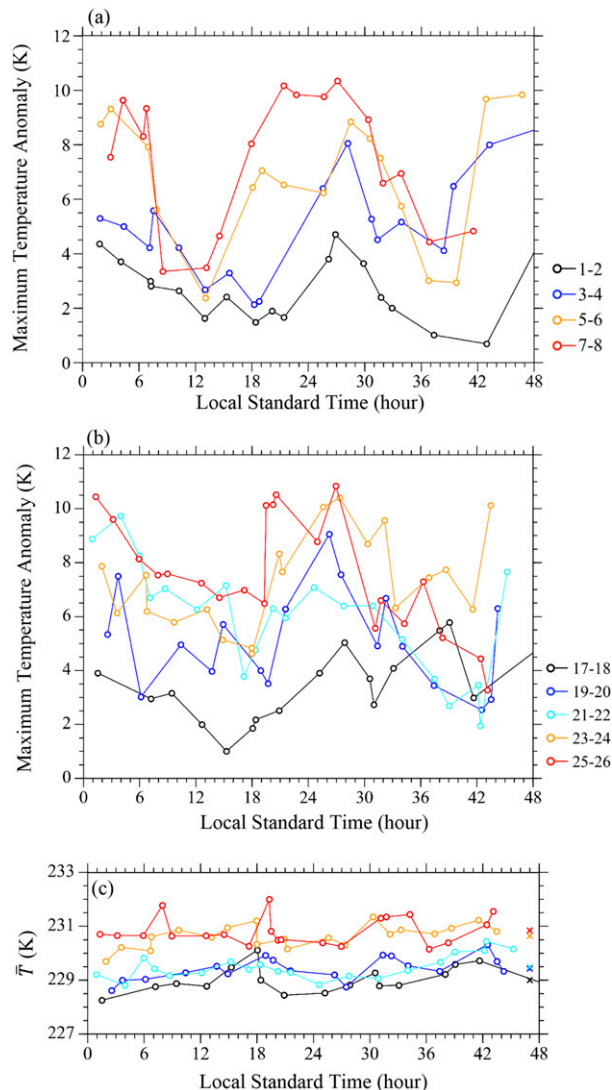 (a)
12
10
8
6
4
2
0
Maximum Temperature Anomaly (K)
0 6 12 18 24 30 36 42 48
Local Standard Time (hour)
1-2
3-4
5-6
7-8
(b)
12
10
8
6
4
2
0
Maximum Temperature Anomaly (K)
0 6 12 18 24 30 36 42 48
Local Standard Time (hour)
17-18
19-20
21-22
23-24
25-26
(c)
233
231
229
227
T̅ (K)
0 6 12 18 24 30 36 42 48
Local Standard Time (hour)